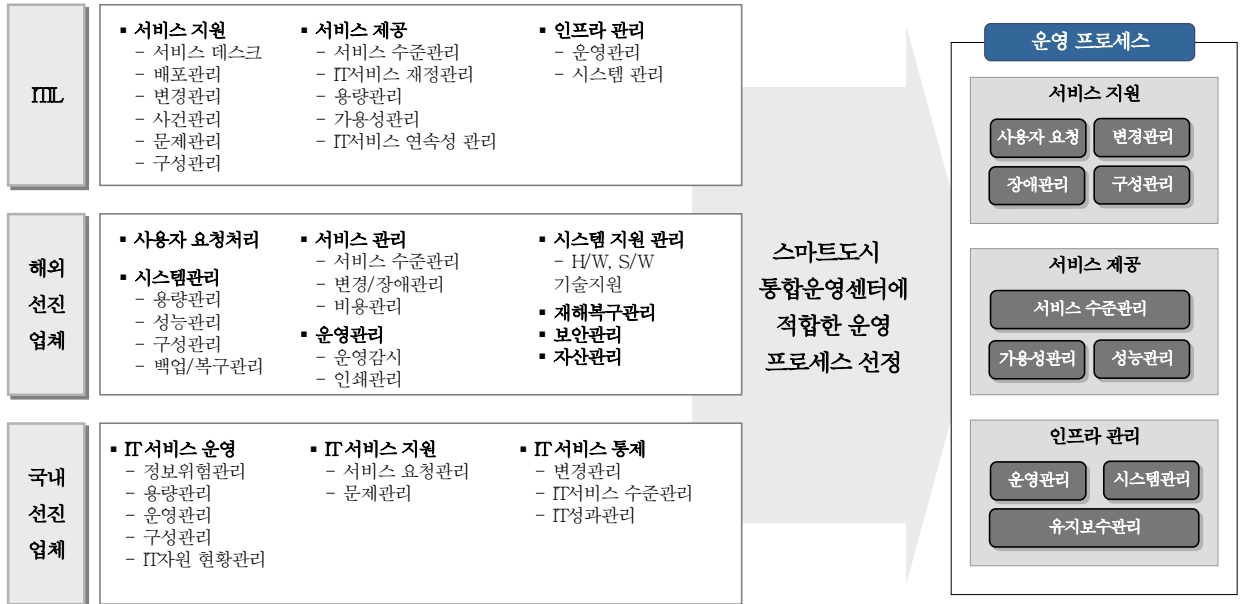 ITIL
▪ 서비스 지원
- 서비스 데스크
- 배포관리
- 변경관리
- 사건관리
- 문제관리
- 구성관리
▪ 서비스 제공
- 서비스 수준관리
- IT서비스 재정관리
- 용량관리
- 가용성관리
- IT서비스 연속성 관리
▪ 인프라 관리
- 운영관리
- 시스템 관리
해외
선진
업체
▪ 사용자 요청처리
▪ 시스템관리
- 용량관리
- 성능관리
- 구성관리
- 백업/복구관리
▪ 서비스 관리
- 서비스 수준관리
- 변경/장애관리
- 비용관리
▪ 운영관리
- 운영감시
- 인쇄관리
▪ 시스템 지원 관리
- H/W, S/W
기술지원
▪ 재해복구관리
▪ 보안관리
▪ 자산관리
국내
선진
업체
▪ IT 서비스 운영
- 정보위험관리
- 용량관리
- 운영관리
- 구성관리
- IT자원 현황관리
▪ IT 서비스 지원
- 서비스 요청관리
- 문제관리
▪ IT 서비스 통제
- 변경관리
- IT서비스 수준관리
- IT성과관리
스마트도시
통합운영센터에
적합한 운영
프로세스 선정
운영 프로세스
서비스 지원
사용자 요청
변경관리
장애관리
구성관리
서비스 제공
서비스 수준관리
가용성관리
성능관리
인프라 관리
운영관리
시스템관리
유지보수관리